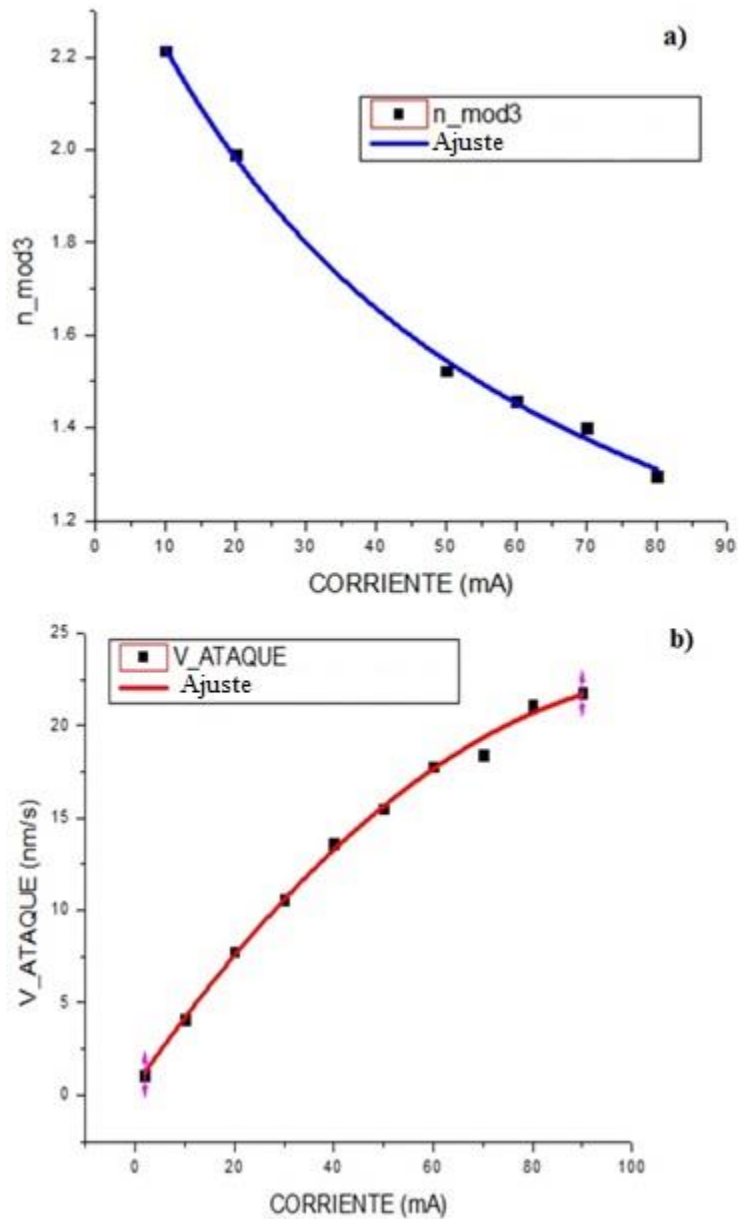 a)
n_mod3
Ajuste
2.2
2.0
1.8
1.6
1.4
1.2
n_mod3
0 10 20 30 40 50 60 70 80 90
CORRIENTE (mA)
b)
V_ATAQUE
Ajuste
25
20
15
10
5
0
V_ATAQUE (nm/s)
0 20 40 60 80 100
CORRIENTE (mA)